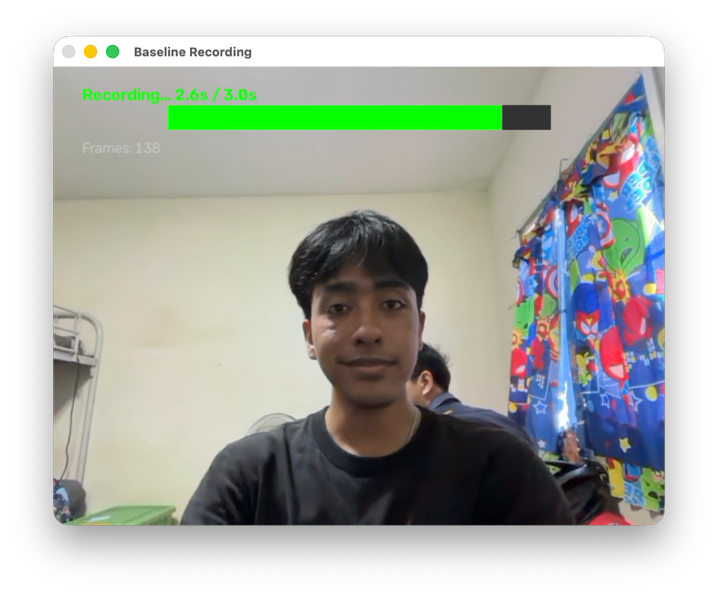 Baseline Recording
Recording... 2.6s / 3.0s
Frames: 138